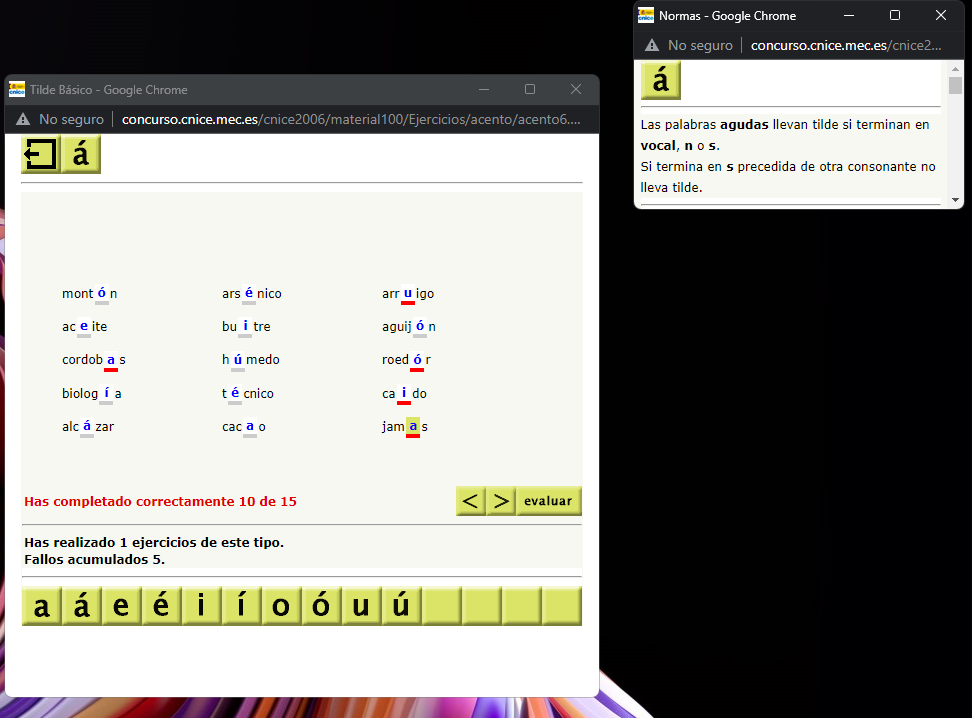 Normas - Google Chrome
No seguro | concurso.cnice.mec.es/cnice2...
á
Las palabras agudas llevan tilde si terminan en
vocal, n o s.
Si termina en s precedida de otra consonante no
lleva tilde.
Tilde Básico - Google Chrome
No seguro | concurso.cnice.mec.es/cnice2006/material100/Ejercicios/acento/acento6....
á
mont ó n ars é nico arr u igo
ac e ite bu i tre aguij ó n
cordob a s h ú medo roed ó r
biolog í a t é cnico ca i do
alc á zar cac a o jam a s
Has completado correctamente 10 de 15 < > evaluar
Has realizado 1 ejercicios de este tipo.
Fallos acumulados 5.
a á e é i í o ó u ú